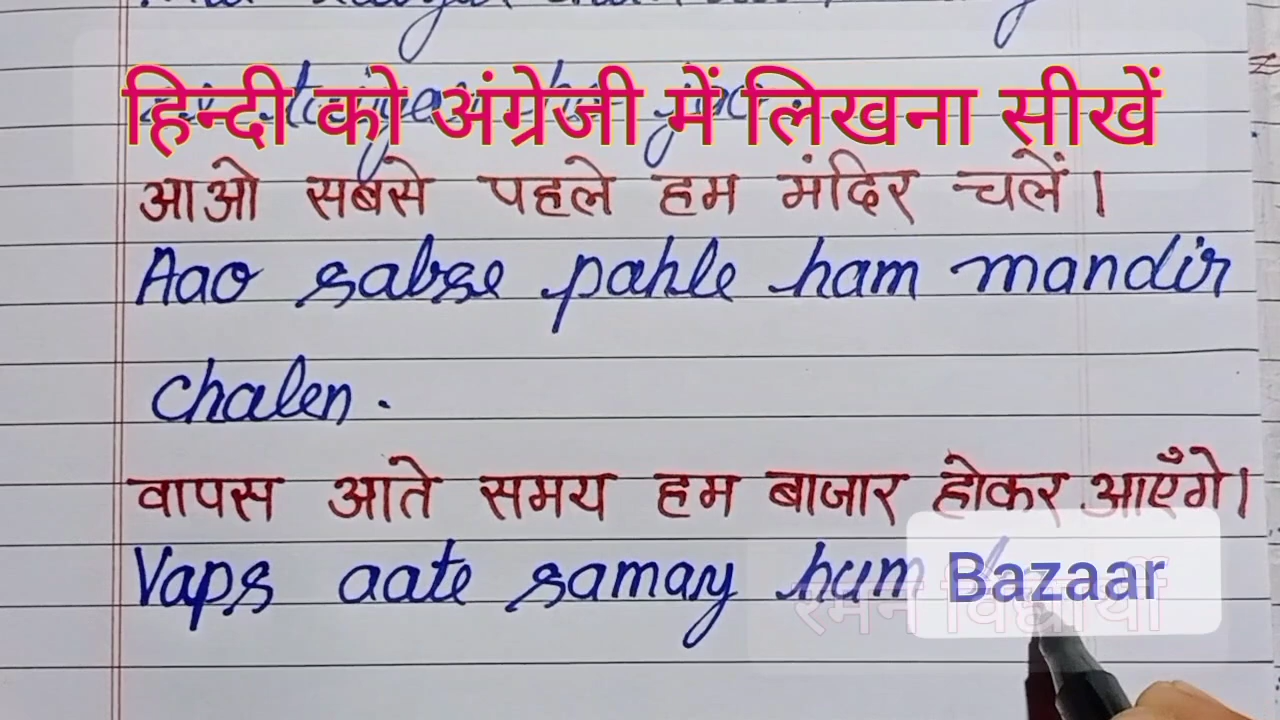 हिन्दी को अंग्रेजी में लिखना सीखें
आओ सबसे पहले हम मंदिर चलें।
Aao sabse pahle ham mandir
chalen.
वापस आते समय हम बाजार होकर आएँगे।
Vaps aate samay hum Bazaar
रमन विद्यार्थी